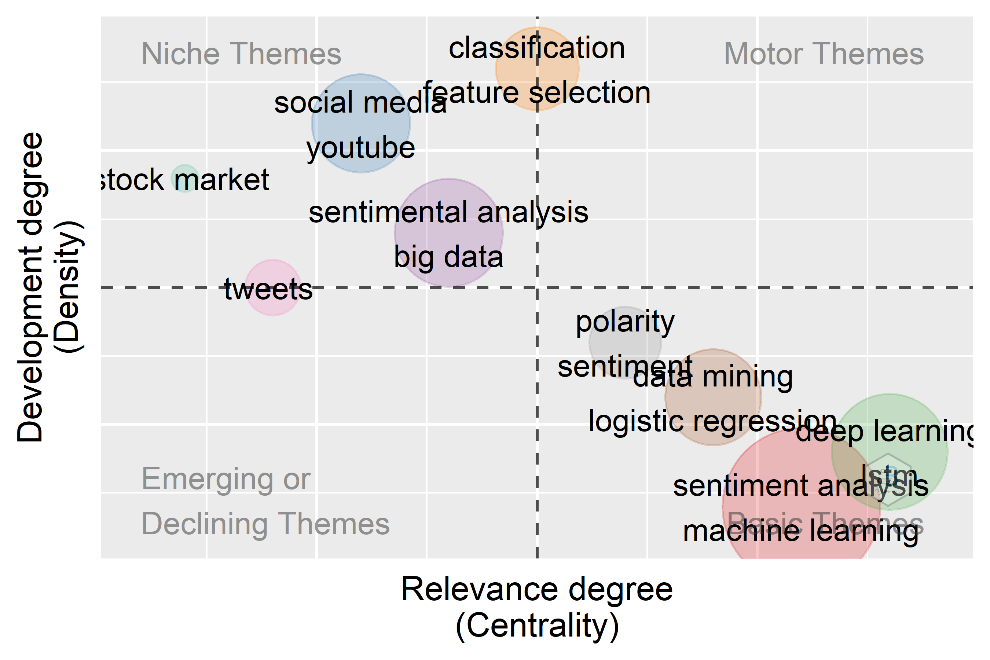 Niche Themes
Motor Themes
classification
feature selection
social media
youtube
stock market
sentimental analysis
big data
tweets
polarity
sentiment
data mining
logistic regression
deep learning
lstm
sentiment analysis
machine learning
Emerging or
Declining Themes
Basic Themes
Development degree
(Density)
Relevance degree
(Centrality)